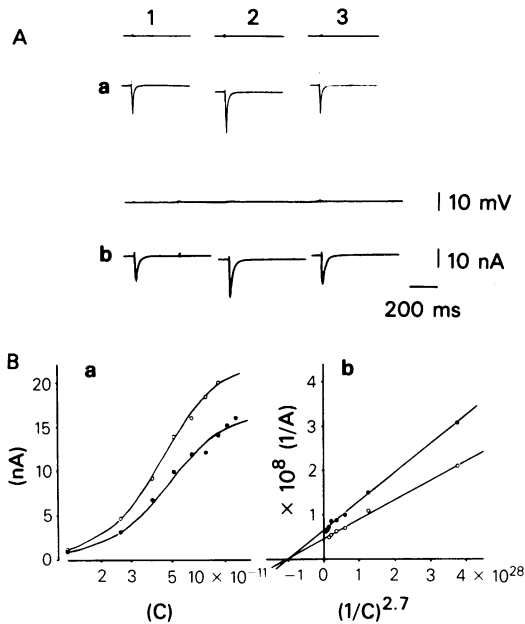 A
1 2 3
a
10 mV
b
10 nA
200 ms
B
a
20
15
10
5
0
(nA)
2 3 5 10 × 10⁻¹¹
(C)
b
4
3
2
1
× 10⁸ (1/A)
−1 0 1 2 3 4 × 10²⁸
(1/C)²·⁷